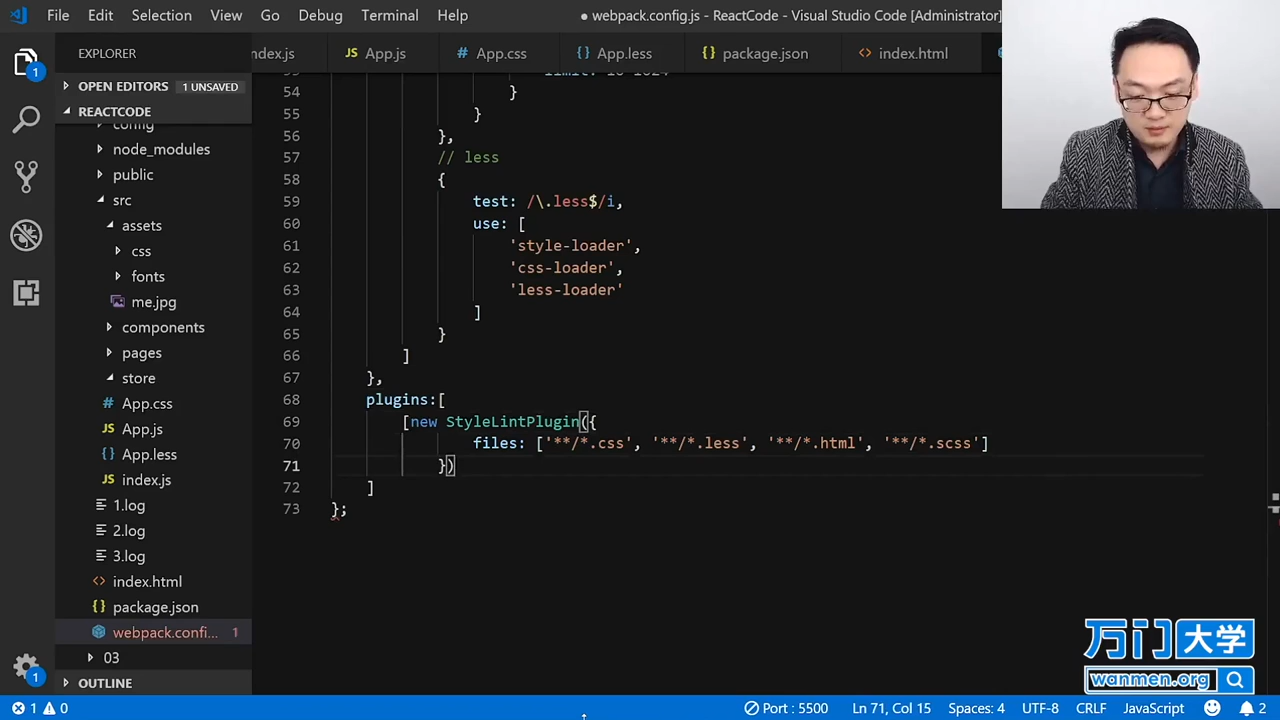 File Edit Selection View Go Debug Terminal Help ● webpack.config.js - ReactCode - Visual Studio Code [Administrator]
EXPLORER
ndex.js JS App.js # App.css {} App.less {} package.json <> index.html
OPEN EDITORS 1 UNSAVED
REACTCODE
config
node_modules
public
src
assets
css
fonts
me.jpg
components
pages
store
# App.css
JS App.js
{} App.less
JS index.js
1.log
2.log
3.log
<> index.html
{} package.json
webpack.confi... 1
03
OUTLINE
54 }
55 }
56 },
57 // less
58 {
59 test: /\.less$/i,
60 use: [
61 'style-loader',
62 'css-loader',
63 'less-loader'
64 ]
65 }
66 ]
67 },
68 plugins:[
69 [new StyleLintPlugin({
70 files: ['**/*.css', '**/*.less', '**/*.html', '**/*.scss']
71 })
72 ]
73 };
1
1
万门大学
wanmen.org
1 0 Port : 5500 Ln 71, Col 15 Spaces: 4 UTF-8 CRLF JavaScript 2